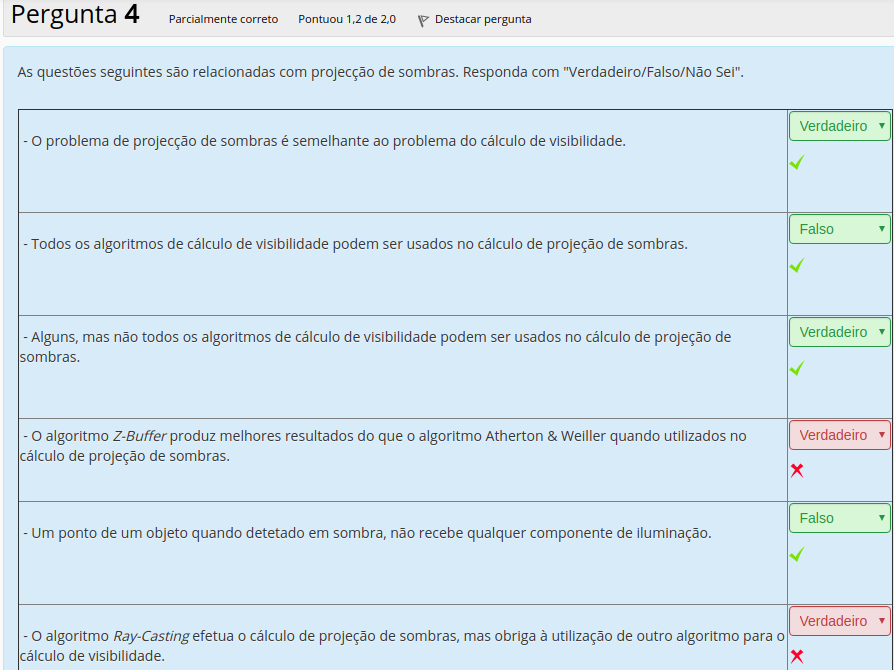 Pergunta 4 Parcialmente correto Pontuou 1,2 de 2,0 Destacar pergunta
As questões seguintes são relacionadas com projecção de sombras. Responda com "Verdadeiro/Falso/Não Sei".
- O problema de projecção de sombras é semelhante ao problema do cálculo de visibilidade. Verdadeiro
- Todos os algoritmos de cálculo de visibilidade podem ser usados no cálculo de projeção de sombras. Falso
- Alguns, mas não todos os algoritmos de cálculo de visibilidade podem ser usados no cálculo de projeção de Verdadeiro
sombras.
- O algoritmo Z-Buffer produz melhores resultados do que o algoritmo Atherton & Weiller quando utilizados no Verdadeiro
cálculo de projeção de sombras.
- Um ponto de um objeto quando detetado em sombra, não recebe qualquer componente de iluminação. Falso
- O algoritmo Ray-Casting efetua o cálculo de projeção de sombras, mas obriga à utilização de outro algoritmo para o Verdadeiro
cálculo de visibilidade.